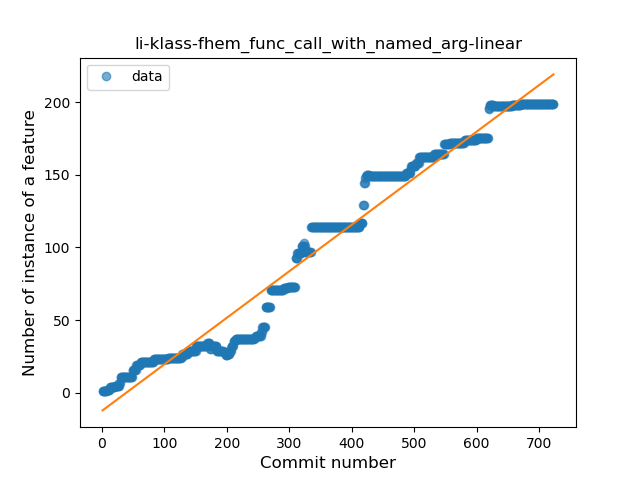 li-klass-fhem_func_call_with_named_arg-linear
data
Number of instance of a feature
200
150
100
50
0
0 100 200 300 400 500 600 700
Commit number